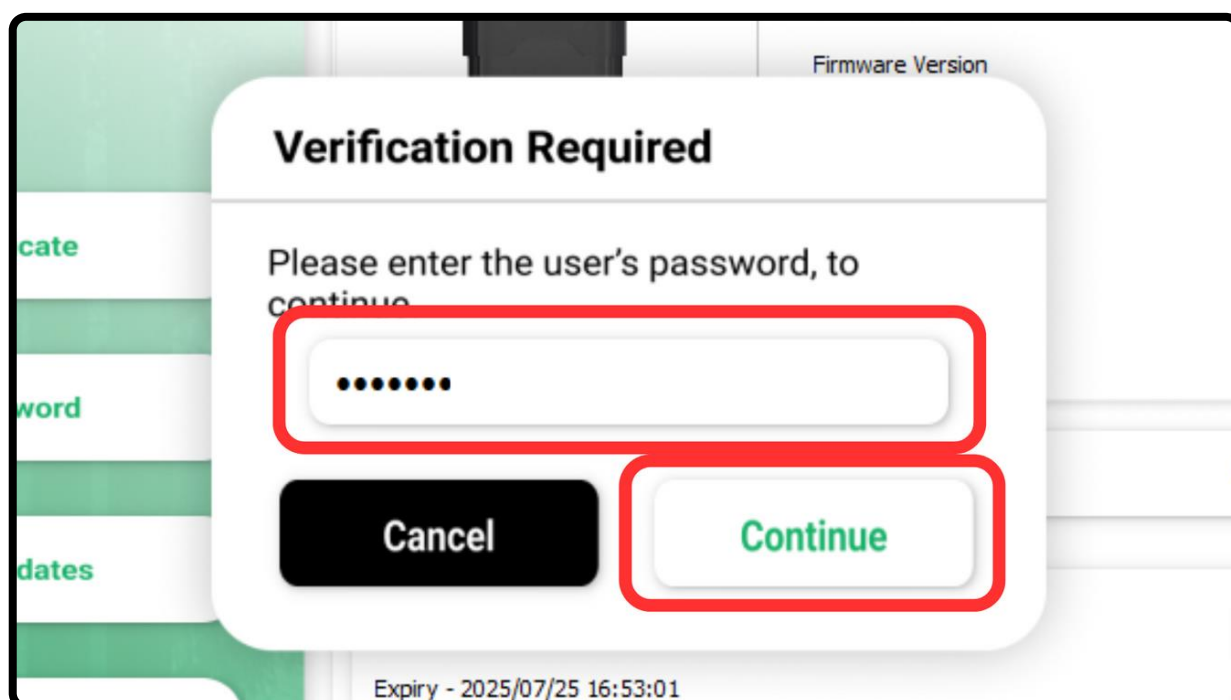 Firmware Version
Verification Required
cate
Please enter the user's password, to
continue
word
Cancel
Continue
dates
Expiry - 2025/07/25 16:53:01